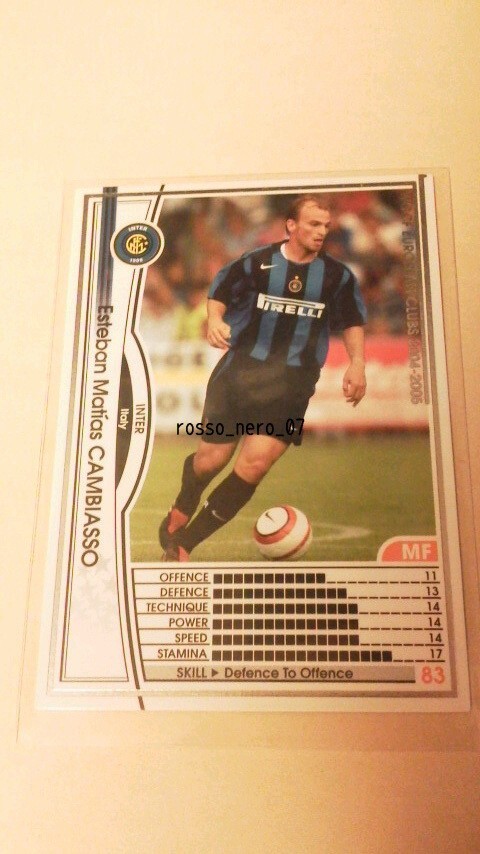 INTER
1908
EUROPEAN CLUBS 2004-2005
Esteban Matías CAMBIASSO
INTER
Italy
PIRELLI
rosso_nero_07
MF
OFFENCE 11
DEFENCE 13
TECHNIQUE 14
POWER 14
SPEED 14
STAMINA 17
SKILL ▶ Defence To Offence 83